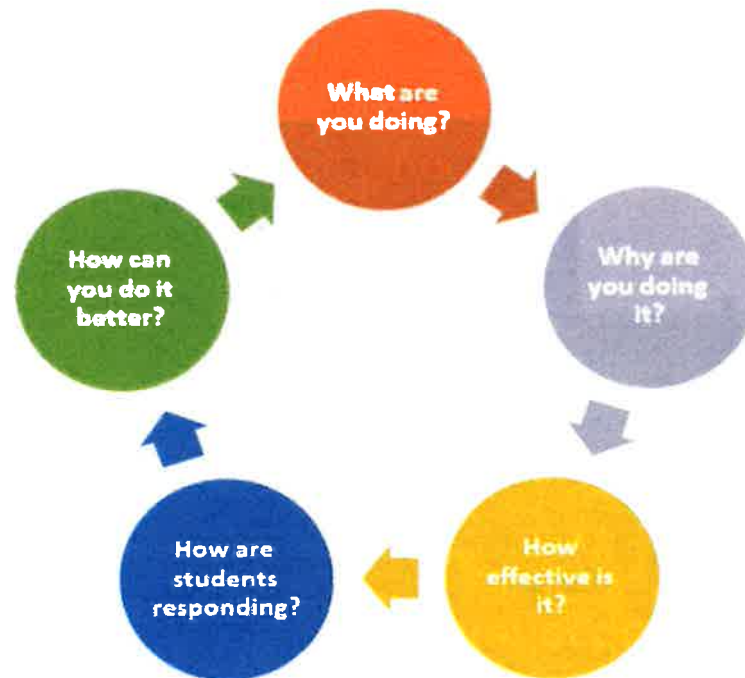 What are
you doing?
Why are
you doing
it?
How
effective is
it?
How are
students
responding?
How can
you do it
better?